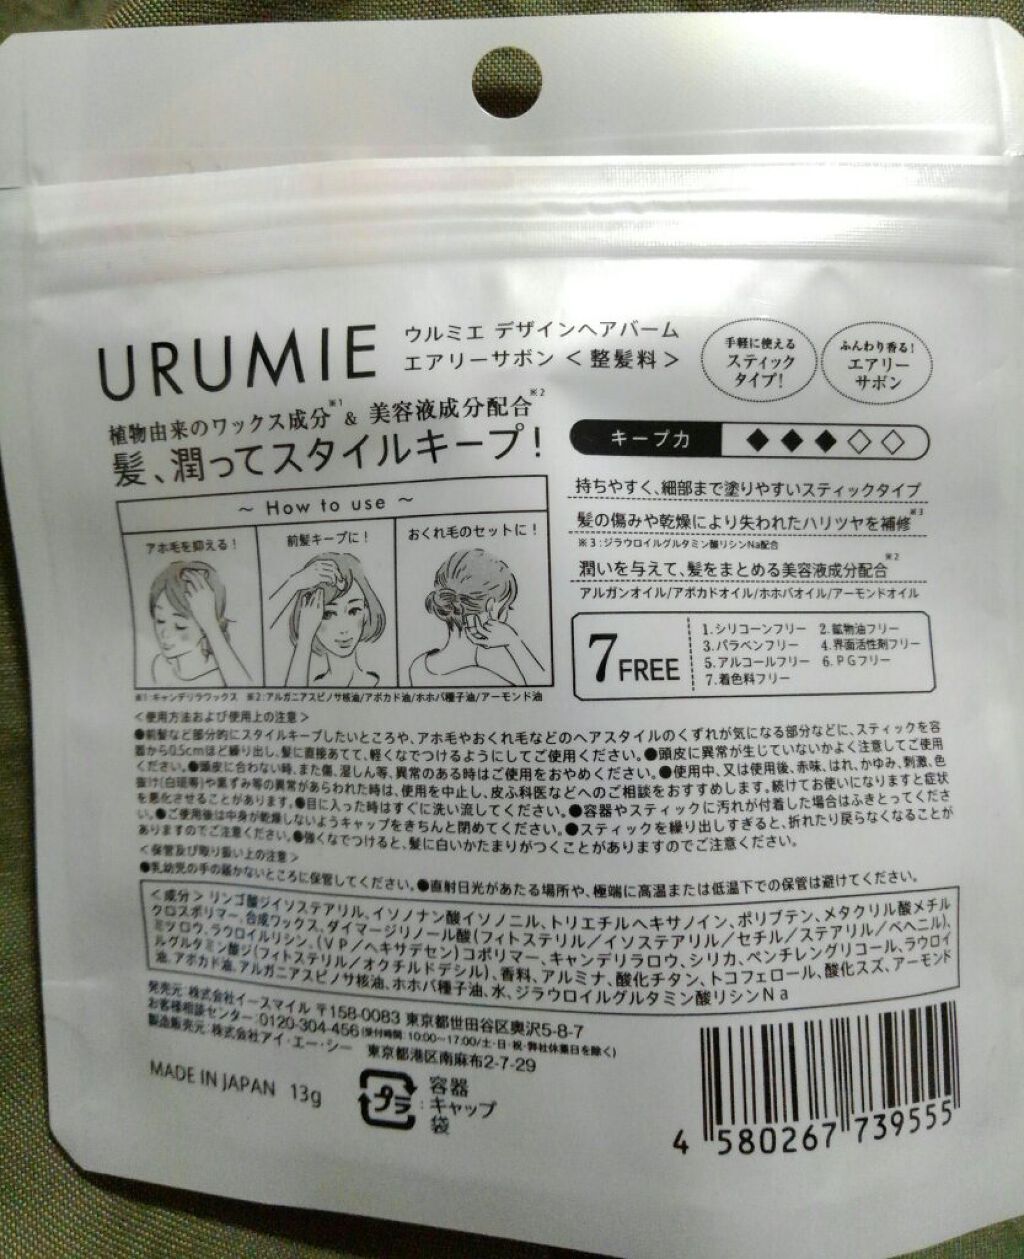 URUMIE
ウルミエ デザインヘアバーム
エアリーサボン<整髪料>
手軽に使える
スティック
タイプ!
ふんわり香る!
エアリー
サボン
植物由来のワックス成分※1 & 美容液成分配合※2
髪、潤ってスタイルキープ!
キープ力 ◆◆◆◇◇
~ How to use ~
アホ毛を抑える!
前髪キープに!
おくれ毛のセットに!
※1:キャンデリラワックス ※2:アルガニアスピノサ核油/アボカド油/ホホバ種子油/アーモンド油
持ちやすく、細部まで塗りやすいスティックタイプ
髪の傷みや乾燥により失われたハリツヤを補修※3
※3:ジラウロイルグルタミン酸リシンNa配合
潤いを与えて、髪をまとめる美容液成分配合※2
アルガンオイル/アボカドオイル/ホホバオイル/アーモンドオイル
7FREE
1.シリコーンフリー 2.鉱物油フリー
3.パラベンフリー 4.界面活性剤フリー
5.アルコールフリー 6.PGフリー
7.着色料フリー
<使用方法および使用上の注意>
●前髪など部分的にスタイルキープしたいところや、アホ毛やおくれ毛などのヘアスタイルのくずれが気になる部分などに、スティックを容
器から0.5cmほど繰り出し、髪に直接あてて、軽くなでつけるようにしてご使用ください。●頭皮に異常が生じていないかよく注意してご使用
ください。●頭皮に合わない時、また傷、湿しん等、異常のある時はご使用をおやめください。●使用中、又は使用後、赤味、はれ、かゆみ、刺激、色
抜け(白斑等)や黒ずみ等の異常があらわれた時は、使用を中止し、皮ふ科医などへのご相談をおすすめします。続けてお使いになりますと症状
を悪化させることがあります。●目に入った時はすぐに洗い流してください。●容器やスティックに汚れが付着した場合はふきとってくださ
い。●ご使用後は中身が乾燥しないようキャップをきちんと閉めてください。●スティックを繰り出しすぎると、折れたり戻らなくなることが
ありますのでご注意ください。●強くなでつけると、髪に白いかたまりがつくことがありますのでご注意ください。
<保管及び取り扱い上の注意>
●乳幼児の手の届かないところに保管してください。●直射日光があたる場所や、極端に高温または低温下での保管は避けてください。
<成分>リンゴ酸ジイソステアリル、イソノナン酸イソノニル、トリエチルヘキサノイン、ポリブテン、メタクリル酸メチル
クロスポリマー、合成ワックス、ダイマージリノール酸(フィトステリル/イソステアリル/セチル/ステアリル/ベヘニル)、
ミツロウ、ラウロイルリシン、(VP/ヘキサデセン)コポリマー、キャンデリラロウ、シリカ、ペンチレングリコール、ラウロイ
ルグルタミン酸ジ(フィトステリル/オクチルドデシル)、香料、アルミナ、酸化チタン、トコフェロール、酸化スズ、アーモンド
油、アボカド油、アルガニアスピノサ核油、ホホバ種子油、水、ジラウロイルグルタミン酸リシンNa
発売元:株式会社イースマイル 〒158-0083 東京都世田谷区奥沢5-8-7
お客様相談センター:0120-304-456(受付時間:10:00~17:00/土・日・祝・弊社休業日を除く)
製造販売元:株式会社アイ・エー・シー 東京都港区南麻布2-7-29
MADE IN JAPAN 13g
プラ
:容器
キャップ
袋
4 580267 739555